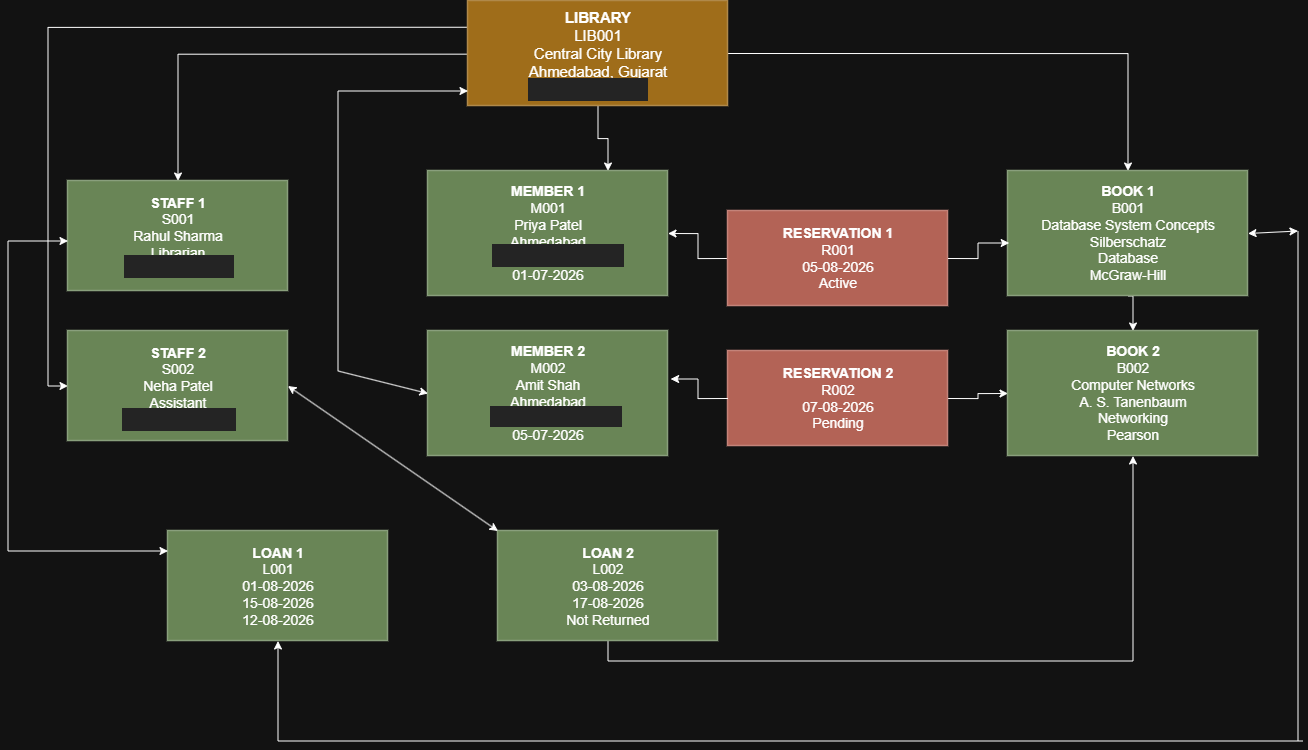 LIBRARY
LIB001
Central City Library
Ahmedabad, Gujarat
STAFF 1
S001
Rahul Sharma
Librarian
MEMBER 1
M001
Priya Patel
Ahmedabad
01-07-2026
RESERVATION 1
R001
05-08-2026
Active
BOOK 1
B001
Database System Concepts
Silberschatz
Database
McGraw-Hill
STAFF 2
S002
Neha Patel
Assistant
MEMBER 2
M002
Amit Shah
Ahmedabad
05-07-2026
RESERVATION 2
R002
07-08-2026
Pending
BOOK 2
B002
Computer Networks
A. S. Tanenbaum
Networking
Pearson
LOAN 1
L001
01-08-2026
15-08-2026
12-08-2026
LOAN 2
L002
03-08-2026
17-08-2026
Not Returned